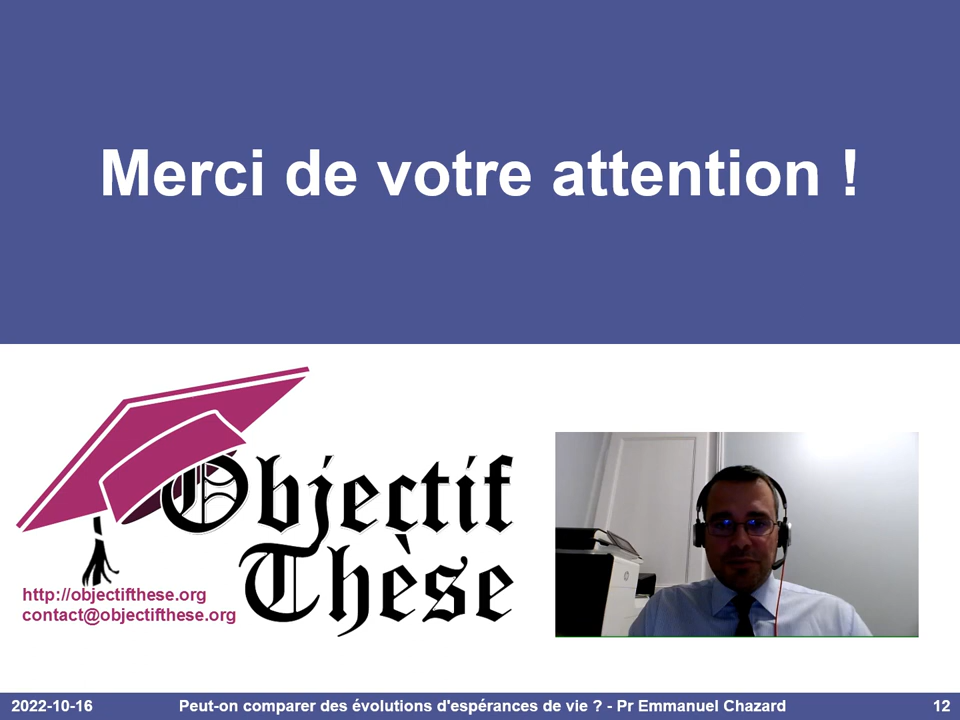 Merci de votre attention !
Objectif
Thèse
http://objectifthese.org
contact@objectifthese.org
2022-10-16 Peut-on comparer des évolutions d'espérances de vie ? - Pr Emmanuel Chazard 12